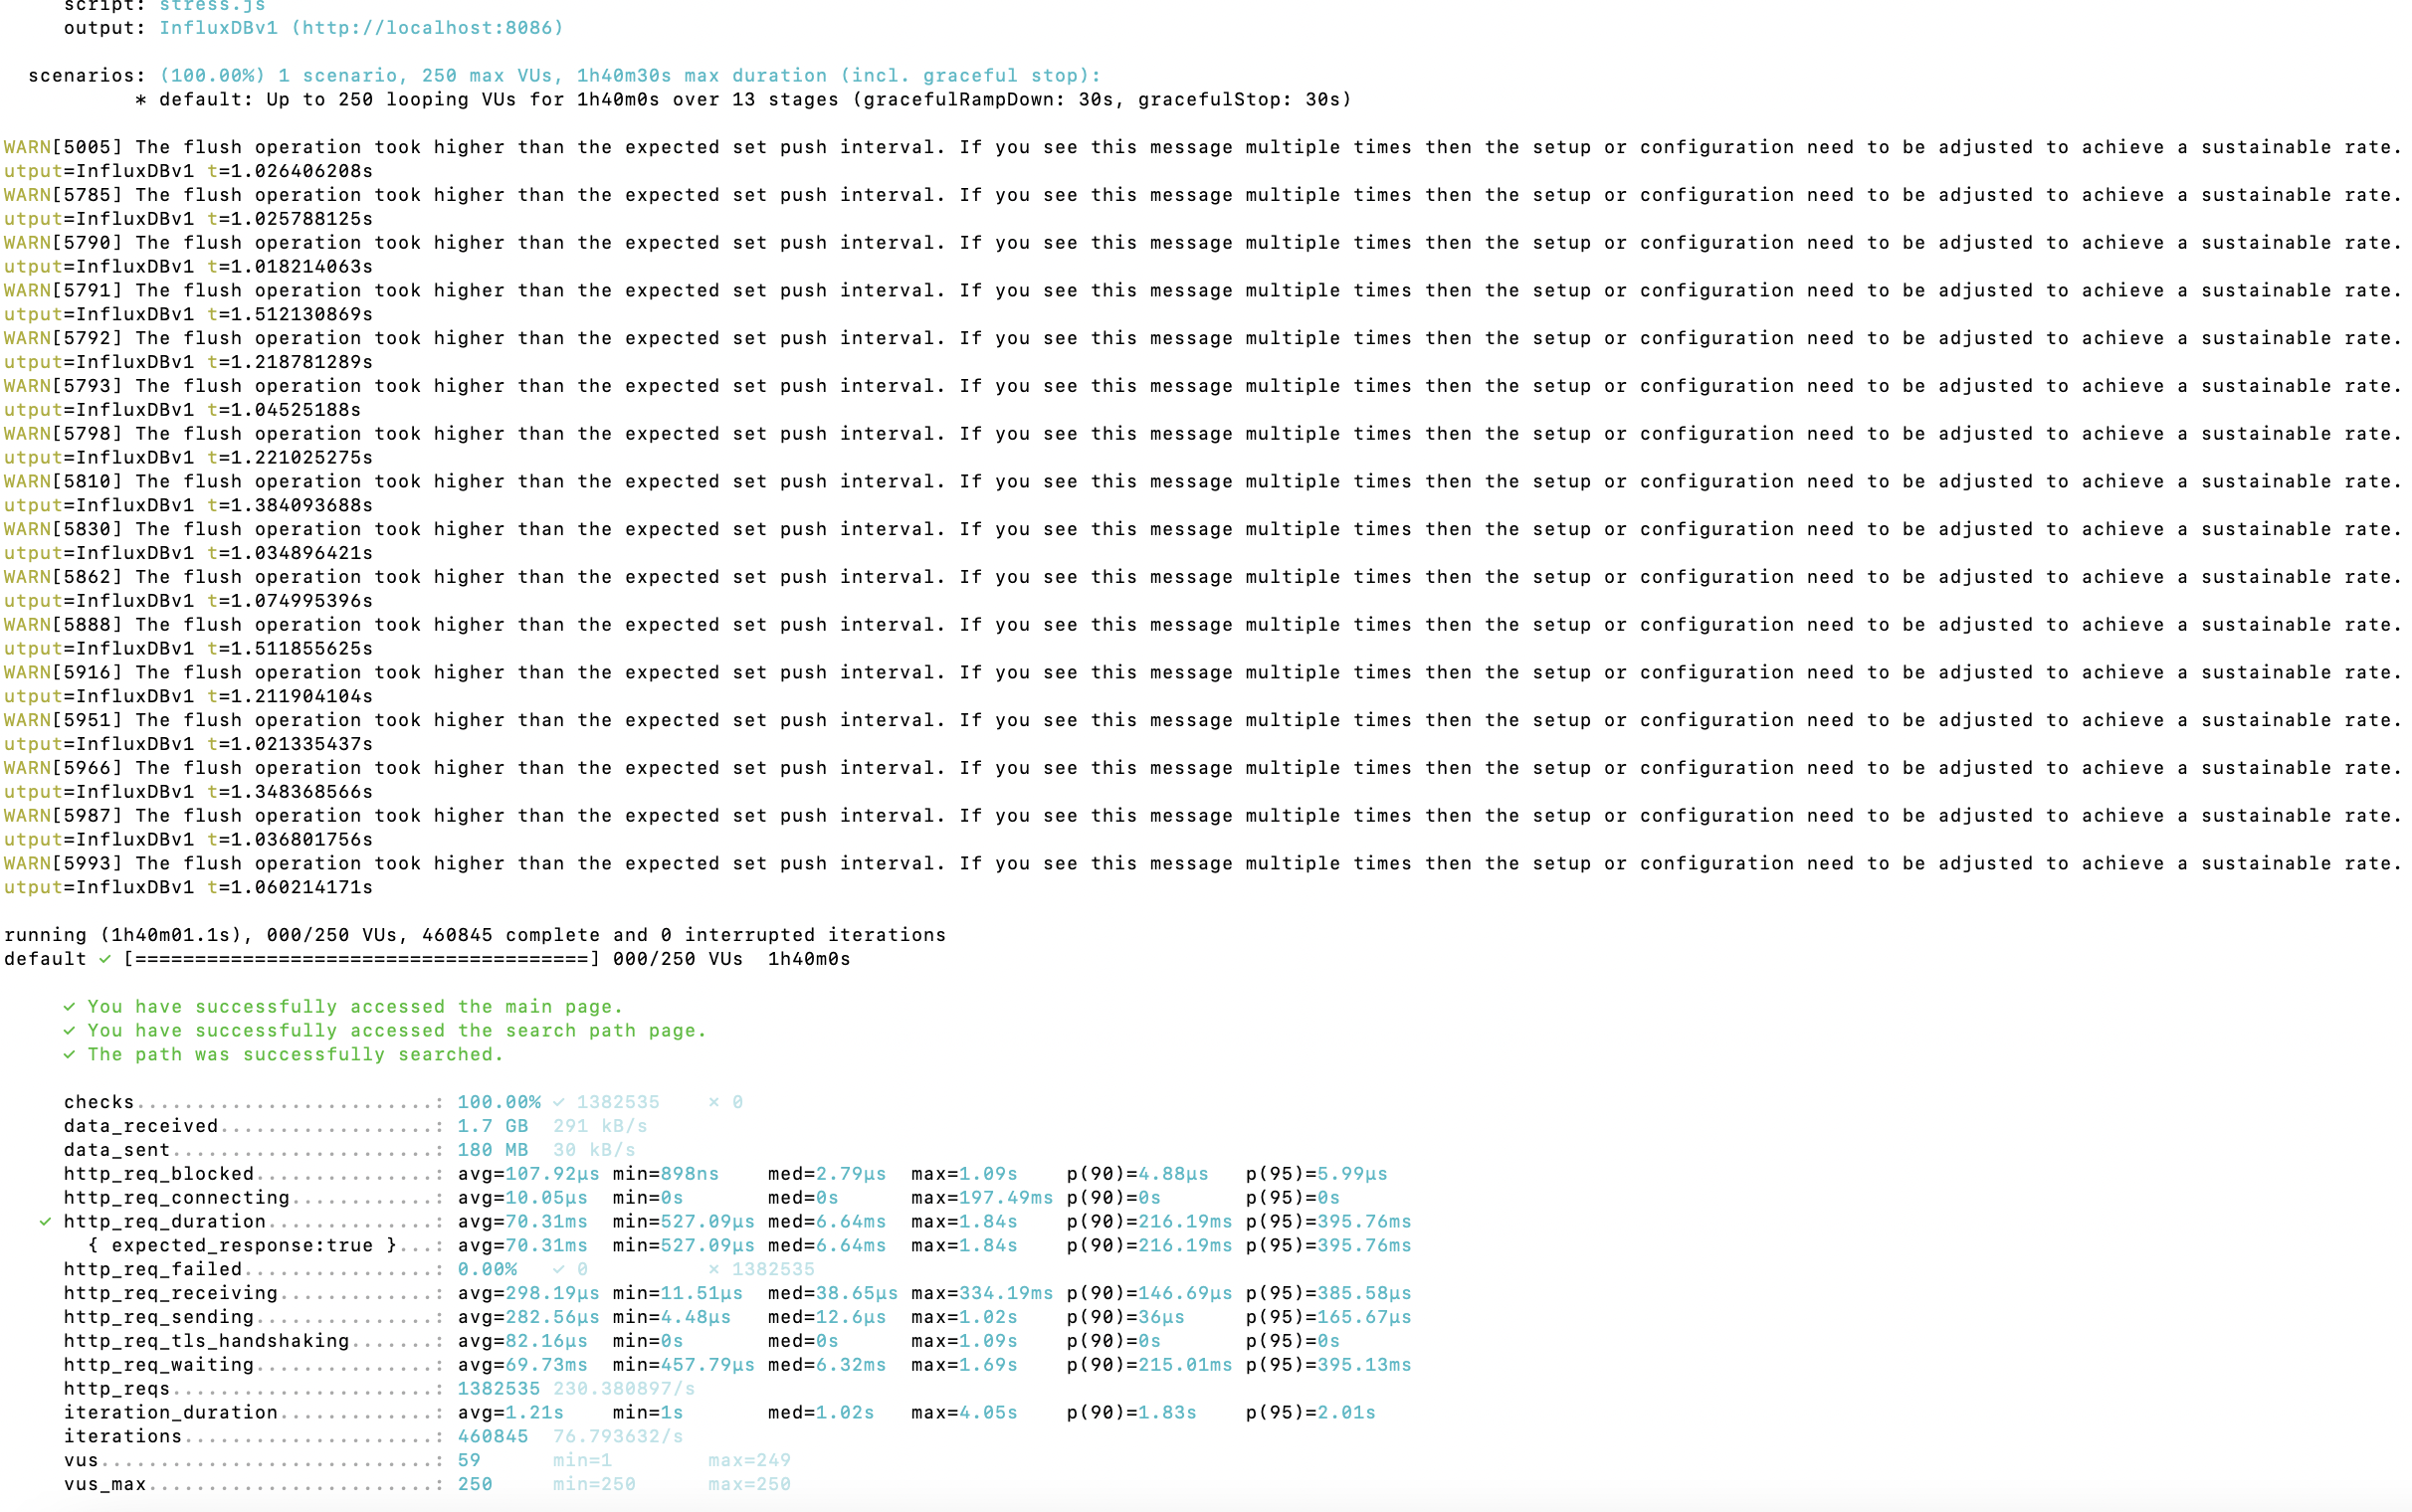 script: stress.js
output: InfluxDBv1 (http://localhost:8086)
scenarios: (100.00%) 1 scenario, 250 max VUs, 1h40m30s max duration (incl. graceful stop):
* default: Up to 250 looping VUs for 1h40m0s over 13 stages (gracefulRampDown: 30s, gracefulStop: 30s)
WARN[5005] The flush operation took higher than the expected set push interval. If you see this message multiple times then the setup or configuration need to be adjusted to achieve a sustainable rate.
utput=InfluxDBv1 t=1.026406208s
WARN[5785] The flush operation took higher than the expected set push interval. If you see this message multiple times then the setup or configuration need to be adjusted to achieve a sustainable rate.
utput=InfluxDBv1 t=1.025788125s
WARN[5790] The flush operation took higher than the expected set push interval. If you see this message multiple times then the setup or configuration need to be adjusted to achieve a sustainable rate.
utput=InfluxDBv1 t=1.018214063s
WARN[5791] The flush operation took higher than the expected set push interval. If you see this message multiple times then the setup or configuration need to be adjusted to achieve a sustainable rate.
utput=InfluxDBv1 t=1.512130869s
WARN[5792] The flush operation took higher than the expected set push interval. If you see this message multiple times then the setup or configuration need to be adjusted to achieve a sustainable rate.
utput=InfluxDBv1 t=1.218781289s
WARN[5793] The flush operation took higher than the expected set push interval. If you see this message multiple times then the setup or configuration need to be adjusted to achieve a sustainable rate.
utput=InfluxDBv1 t=1.04525188s
WARN[5798] The flush operation took higher than the expected set push interval. If you see this message multiple times then the setup or configuration need to be adjusted to achieve a sustainable rate.
utput=InfluxDBv1 t=1.221025275s
WARN[5810] The flush operation took higher than the expected set push interval. If you see this message multiple times then the setup or configuration need to be adjusted to achieve a sustainable rate.
utput=InfluxDBv1 t=1.384093688s
WARN[5830] The flush operation took higher than the expected set push interval. If you see this message multiple times then the setup or configuration need to be adjusted to achieve a sustainable rate.
utput=InfluxDBv1 t=1.034896421s
WARN[5862] The flush operation took higher than the expected set push interval. If you see this message multiple times then the setup or configuration need to be adjusted to achieve a sustainable rate.
utput=InfluxDBv1 t=1.074995396s
WARN[5888] The flush operation took higher than the expected set push interval. If you see this message multiple times then the setup or configuration need to be adjusted to achieve a sustainable rate.
utput=InfluxDBv1 t=1.511855625s
WARN[5916] The flush operation took higher than the expected set push interval. If you see this message multiple times then the setup or configuration need to be adjusted to achieve a sustainable rate.
utput=InfluxDBv1 t=1.211904104s
WARN[5951] The flush operation took higher than the expected set push interval. If you see this message multiple times then the setup or configuration need to be adjusted to achieve a sustainable rate.
utput=InfluxDBv1 t=1.021335437s
WARN[5966] The flush operation took higher than the expected set push interval. If you see this message multiple times then the setup or configuration need to be adjusted to achieve a sustainable rate.
utput=InfluxDBv1 t=1.348368566s
WARN[5987] The flush operation took higher than the expected set push interval. If you see this message multiple times then the setup or configuration need to be adjusted to achieve a sustainable rate.
utput=InfluxDBv1 t=1.036801756s
WARN[5993] The flush operation took higher than the expected set push interval. If you see this message multiple times then the setup or configuration need to be adjusted to achieve a sustainable rate.
utput=InfluxDBv1 t=1.060214171s
running (1h40m01.1s), 000/250 VUs, 460845 complete and 0 interrupted iterations
default ✓ [======================================] 000/250 VUs  1h40m0s
✓ You have successfully accessed the main page.
✓ You have successfully accessed the search path page.
✓ The path was successfully searched.
checks.........................: 100.00% ✓ 1382535 ✗ 0
data_received..................: 1.7 GB 291 kB/s
data_sent......................: 180 MB 30 kB/s
http_req_blocked...............: avg=107.92µs min=898ns med=2.79µs max=1.09s p(90)=4.88µs p(95)=5.99µs
http_req_connecting............: avg=10.05µs min=0s med=0s max=197.49ms p(90)=0s p(95)=0s
✓ http_req_duration..............: avg=70.31ms min=527.09µs med=6.64ms max=1.84s p(90)=216.19ms p(95)=395.76ms
{ expected_response:true }...: avg=70.31ms min=527.09µs med=6.64ms max=1.84s p(90)=216.19ms p(95)=395.76ms
http_req_failed................: 0.00% ✓ 0 ✗ 1382535
http_req_receiving.............: avg=298.19µs min=11.51µs med=38.65µs max=334.19ms p(90)=146.69µs p(95)=385.58µs
http_req_sending...............: avg=282.56µs min=4.48µs med=12.6µs max=1.02s p(90)=36µs p(95)=165.67µs
http_req_tls_handshaking.......: avg=82.16µs min=0s med=0s max=1.09s p(90)=0s p(95)=0s
http_req_waiting...............: avg=69.73ms min=457.79µs med=6.32ms max=1.69s p(90)=215.01ms p(95)=395.13ms
http_reqs......................: 1382535 230.380897/s
iteration_duration.............: avg=1.21s min=1s med=1.02s max=4.05s p(90)=1.83s p(95)=2.01s
iterations.....................: 460845 76.793632/s
vus............................: 59 min=1 max=249
vus_max........................: 250 min=250 max=250